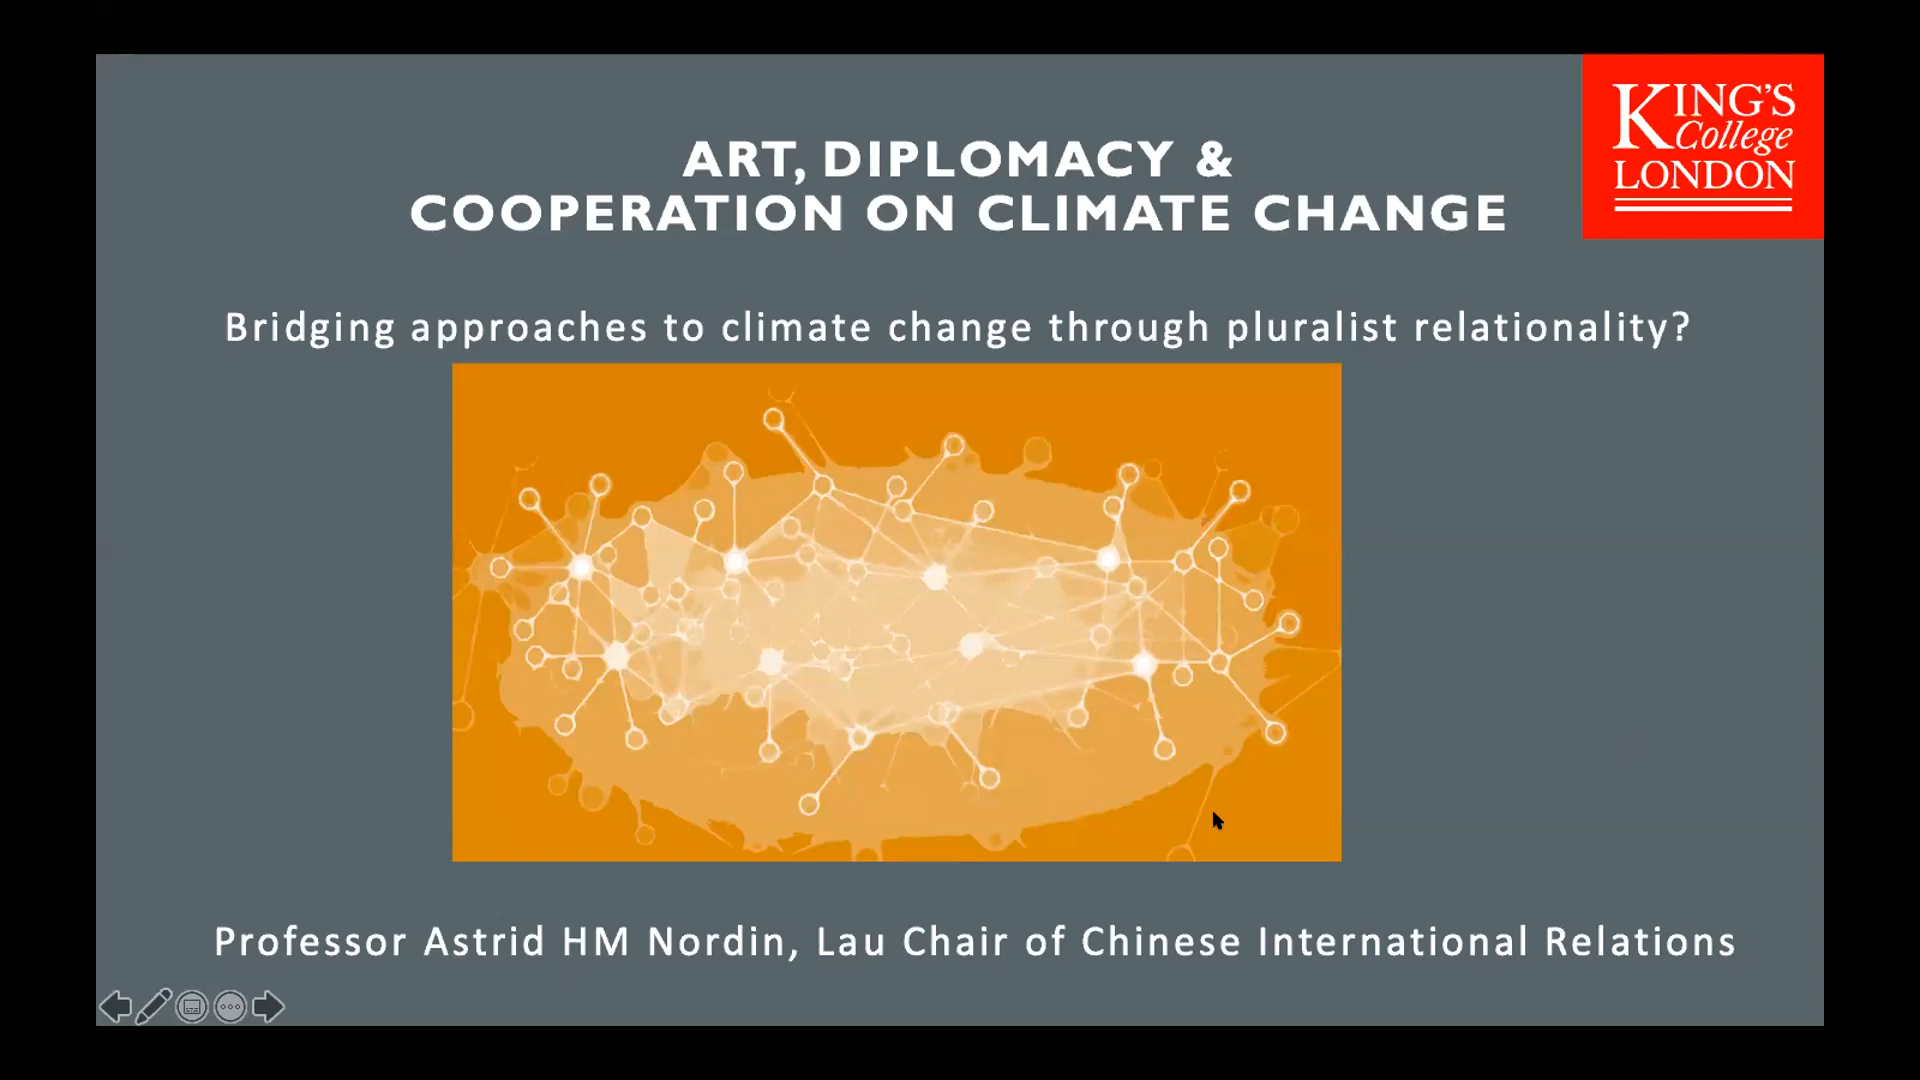 ART, DIPLOMACY &
COOPERATION ON CLIMATE CHANGE
KING'S
College
LONDON
Bridging approaches to climate change through pluralist relationality?
Professor Astrid HM Nordin, Lau Chair of Chinese International Relations